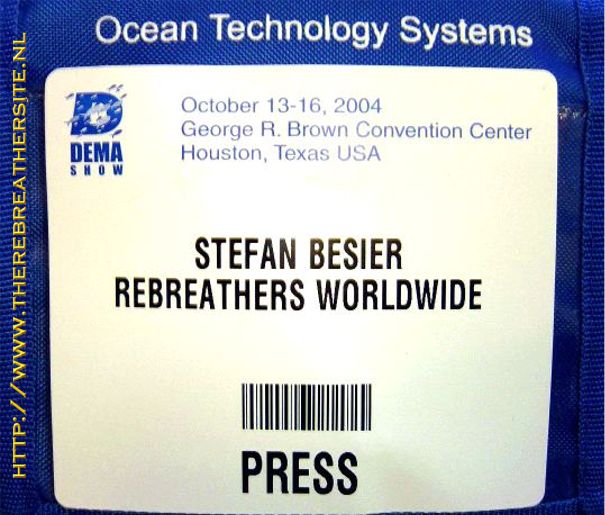 Ocean Technology Systems
DEMA
SHOW
October 13-16, 2004
George R. Brown Convention Center
Houston, Texas USA
STEFAN BESIER
REBREATHERS WORLDWIDE
PRESS
HTTP://WWW.THEREBREATHERSITE.NL